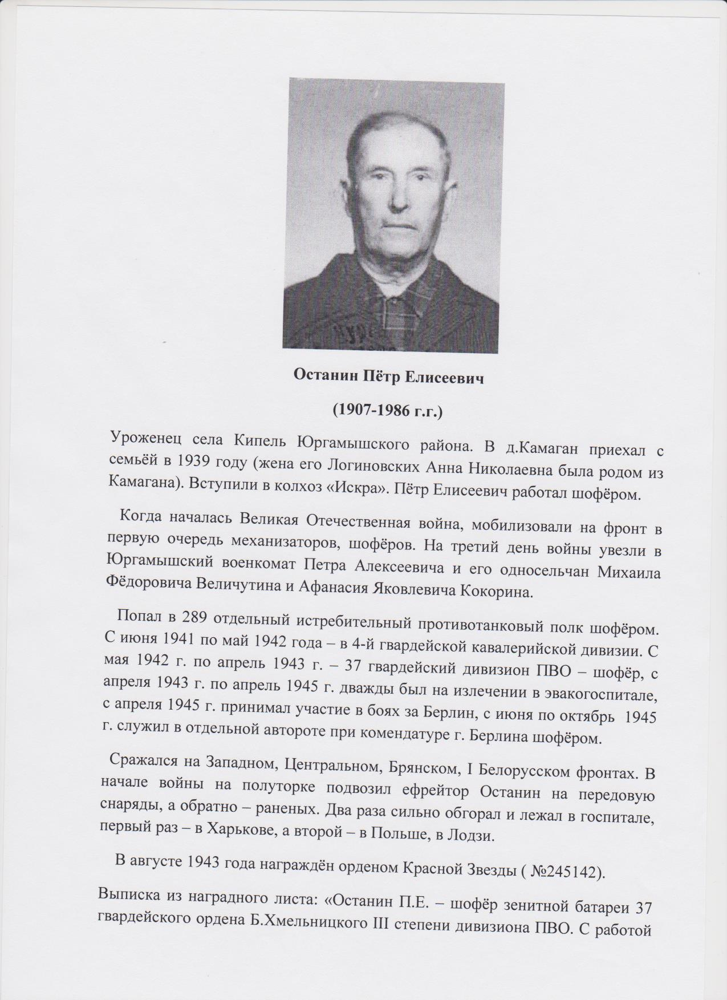 Останин Пётр Елисеевич
(1907-1986 г.г.)
Уроженец села Кипель Юргамышского района. В д.Камаган приехал с
семьёй в 1939 году (жена его Логиновских Анна Николаевна была родом из
Камагана). Вступили в колхоз «Искра». Пётр Елисеевич работал шофёром.
Когда началась Великая Отечественная война, мобилизовали на фронт в
первую очередь механизаторов, шофёров. На третий день войны увезли в
Юргамышский военкомат Петра Алексеевича и его односельчан Михаила
Фёдоровича Величутина и Афанасия Яковлевича Кокорина.
Попал в 289 отдельный истребительный противотанковый полк шофёром.
С июня 1941 по май 1942 года – в 4-й гвардейской кавалерийской дивизии. С
мая 1942 г. по апрель 1943 г. – 37 гвардейский дивизион ПВО – шофёр, с
апреля 1943 г. по апрель 1945 г. дважды был на излечении в эвакогоспитале,
с апреля 1945 г. принимал участие в боях за Берлин, с июня по октябрь 1945
г. служил в отдельной автороте при комендатуре г. Берлина шофёром.
Сражался на Западном, Центральном, Брянском, I Белорусском фронтах. В
начале войны на полуторке подвозил ефрейтор Останин на передовую
снаряды, а обратно – раненых. Два раза сильно обгорал и лежал в госпитале,
первый раз – в Харькове, а второй – в Польше, в Лодзи.
В августе 1943 года награждён орденом Красной Звезды ( №245142).
Выписка из наградного листа: «Останин П.Е. – шофёр зенитной батареи 37
гвардейского ордена Б.Хмельницкого III степени дивизиона ПВО. С работой